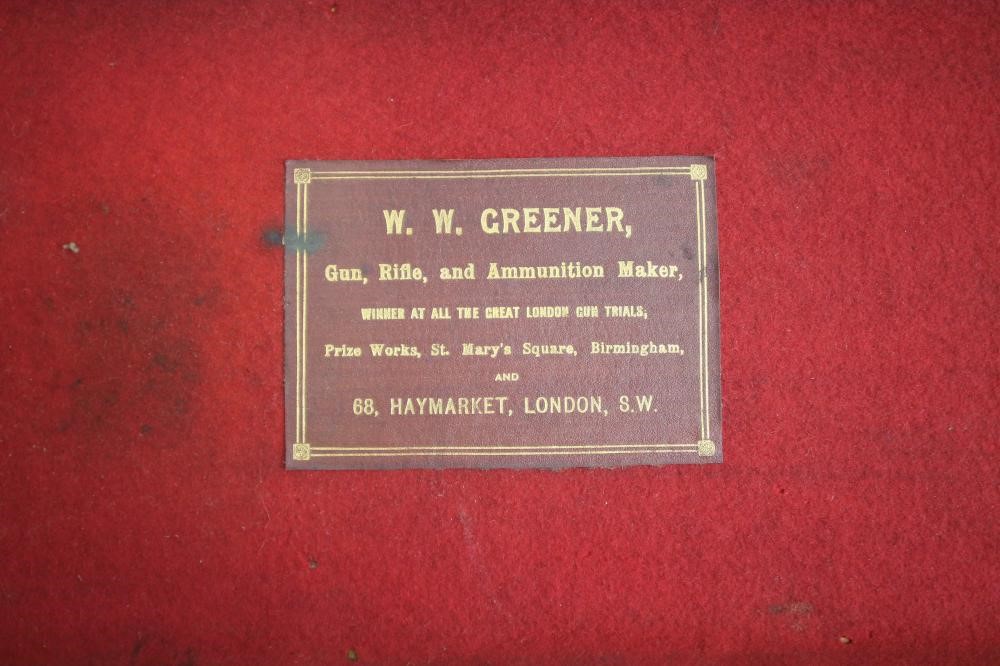 W. W. GREENER,
Gun, Rifle, and Ammunition Maker,
WINNER AT ALL THE GREAT LONDON GUN TRIALS,
Prize Works, St. Mary's Square, Birmingham,
AND
68, HAYMARKET, LONDON, S.W.